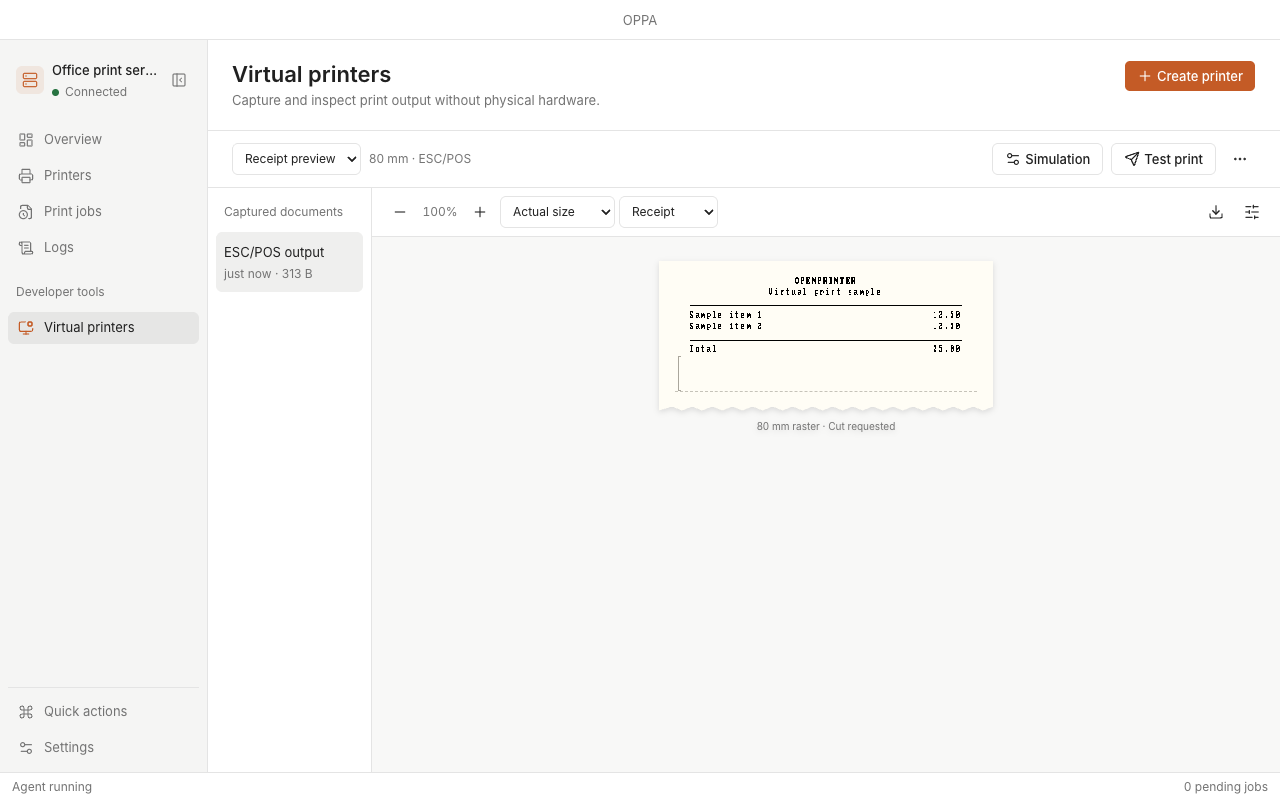 OPPA
Office print ser...
Connected
Overview
Printers
Print jobs
Logs
Developer tools
Virtual printers
Quick actions
Settings
Virtual printers
Capture and inspect print output without physical hardware.
Create printer
Receipt preview
80 mm · ESC/POS
Simulation
Test print
Captured documents
ESC/POS output
just now · 313 B
100%
Actual size
Receipt
OPENPRINTER
Virtual print sample
Sample item 1
Sample item 2
Total
80 mm raster · Cut requested
Agent running
0 pending jobs